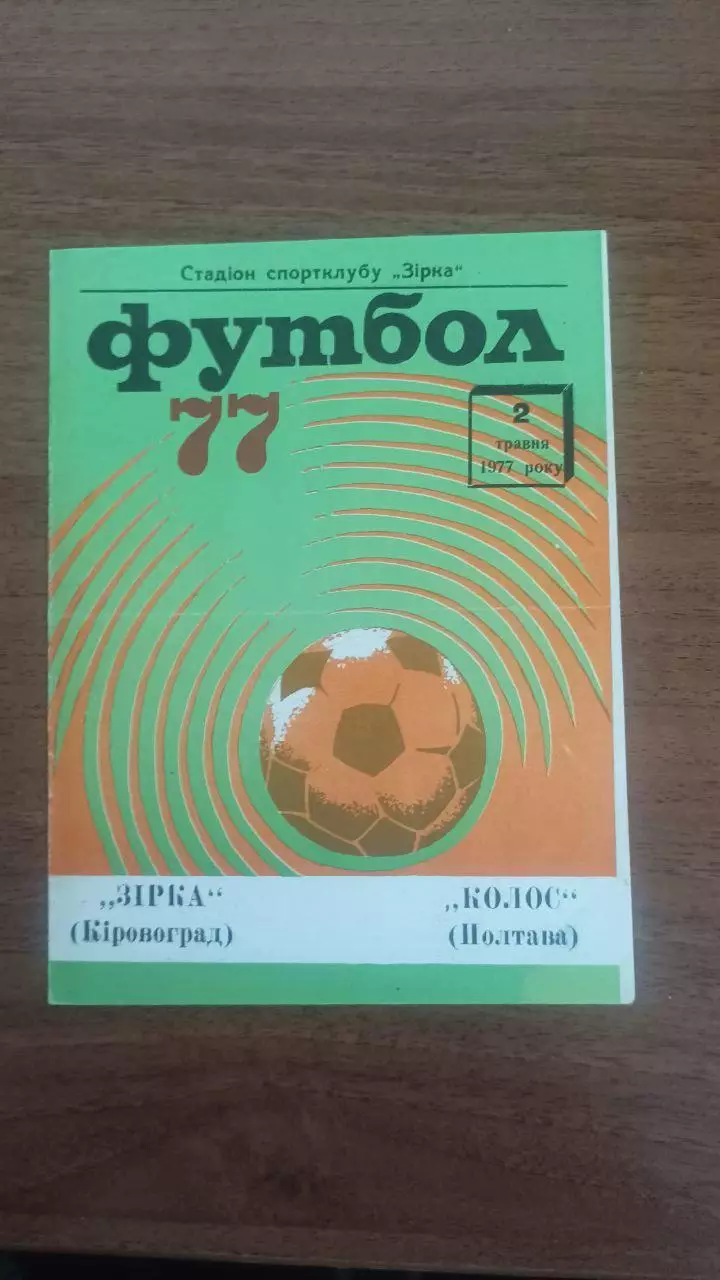 Стадіон спортклубу „Зірка“
футбол
77
2
травня
1977 року
„ЗІРКА“
(Кіровоград)
„КОЛОС“
(Полтава)